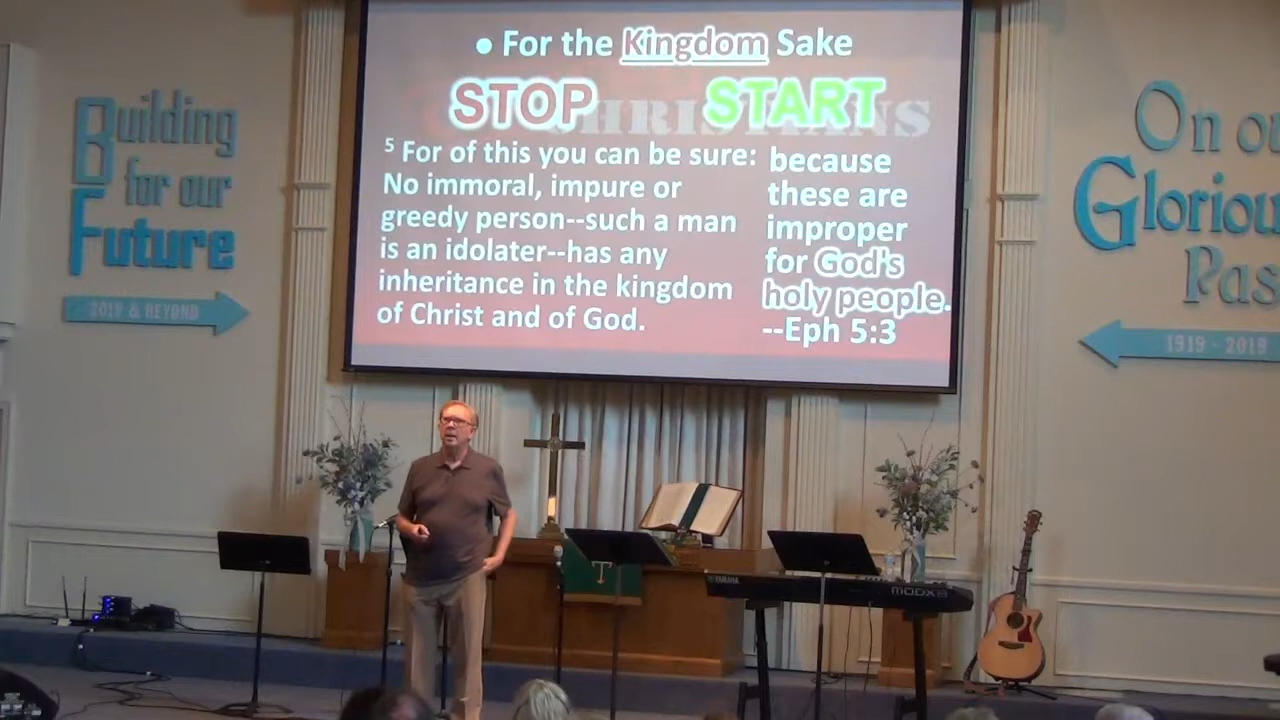 • For the Kingdom Sake
STOP START
CHRISTIANS
5 For of this you can be sure:
No immoral, impure or
greedy person--such a man
is an idolater--has any
inheritance in the kingdom
of Christ and of God.
because
these are
improper
for God's
holy people.
--Eph 5:3
Building
for our
Future
2019 & BEYOND
On ou
Gloriou
Pas
1919 - 2019
YAMAHA
MODX8